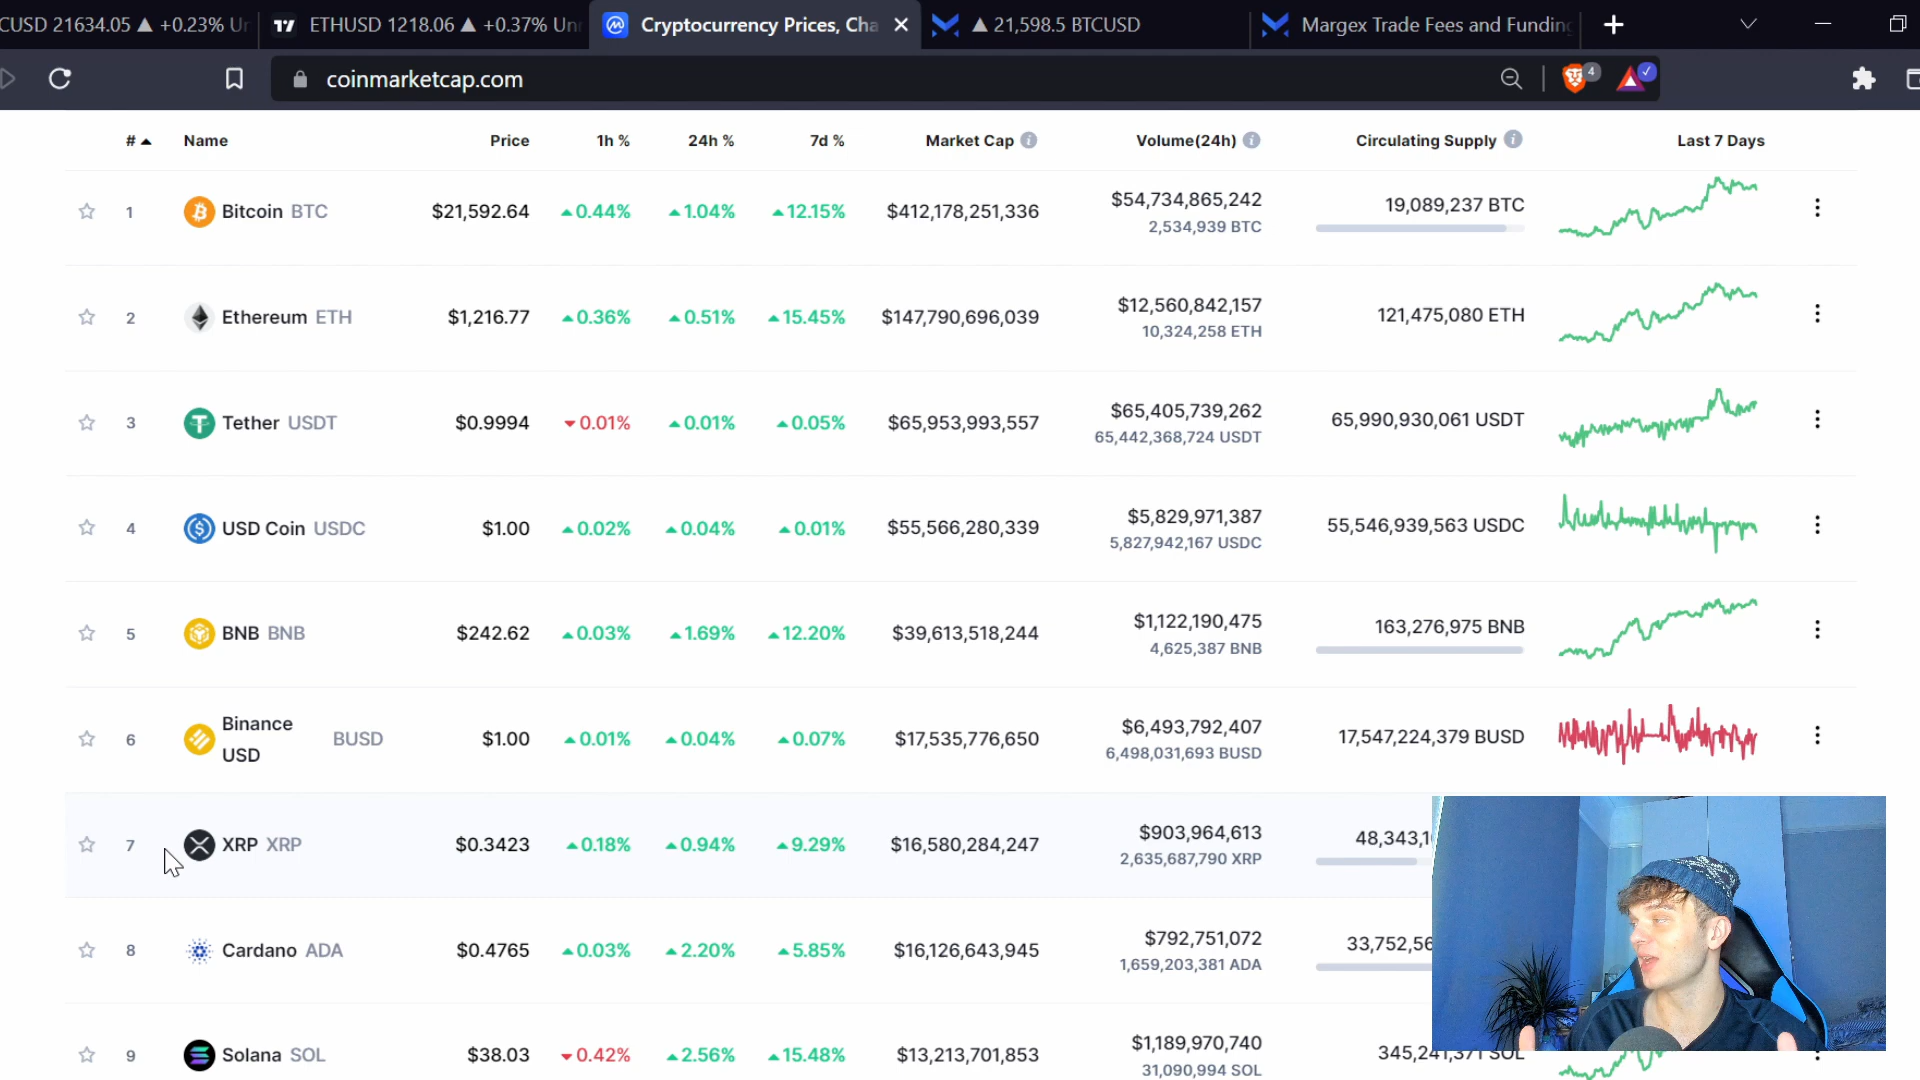 CUSD 21634.05 ▲ +0.23% Un
ETHUSD 1218.06 ▲ +0.37% Un
Cryptocurrency Prices, Cha
▲ 21,598.5 BTCUSD
Margex Trade Fees and Funding
coinmarketcap.com
4
# Name Price 1h % 24h % 7d % Market Cap Volume(24h) Circulating Supply Last 7 Days
1 Bitcoin BTC $21,592.64 0.44% 1.04% 12.15% $412,178,251,336 $54,734,865,242 19,089,237 BTC
2,534,939 BTC
2 Ethereum ETH $1,216.77 0.36% 0.51% 15.45% $147,790,696,039 $12,560,842,157 121,475,080 ETH
10,324,258 ETH
3 Tether USDT $0.9994 0.01% 0.01% 0.05% $65,953,993,557 $65,405,739,262 65,990,930,061 USDT
65,442,368,724 USDT
4 USD Coin USDC $1.00 0.02% 0.04% 0.01% $55,566,280,339 $5,829,971,387 55,546,939,563 USDC
5,827,942,167 USDC
5 BNB BNB $242.62 0.03% 1.69% 12.20% $39,613,518,244 $1,122,190,475 163,276,975 BNB
4,625,387 BNB
6 Binance USD BUSD $1.00 0.01% 0.04% 0.07% $17,535,776,650 $6,493,792,407 17,547,224,379 BUSD
6,498,031,693 BUSD
7 XRP XRP $0.3423 0.18% 0.94% 9.29% $16,580,284,247 $903,964,613 48,343,1
2,635,687,790 XRP
8 Cardano ADA $0.4765 0.03% 2.20% 5.85% $16,126,643,945 $792,751,072 33,752,56
1,659,203,381 ADA
9 Solana SOL $38.03 0.42% 2.56% 15.48% $13,213,701,853 $1,189,970,740 345,241,371 SOL
31,090,994 SOL